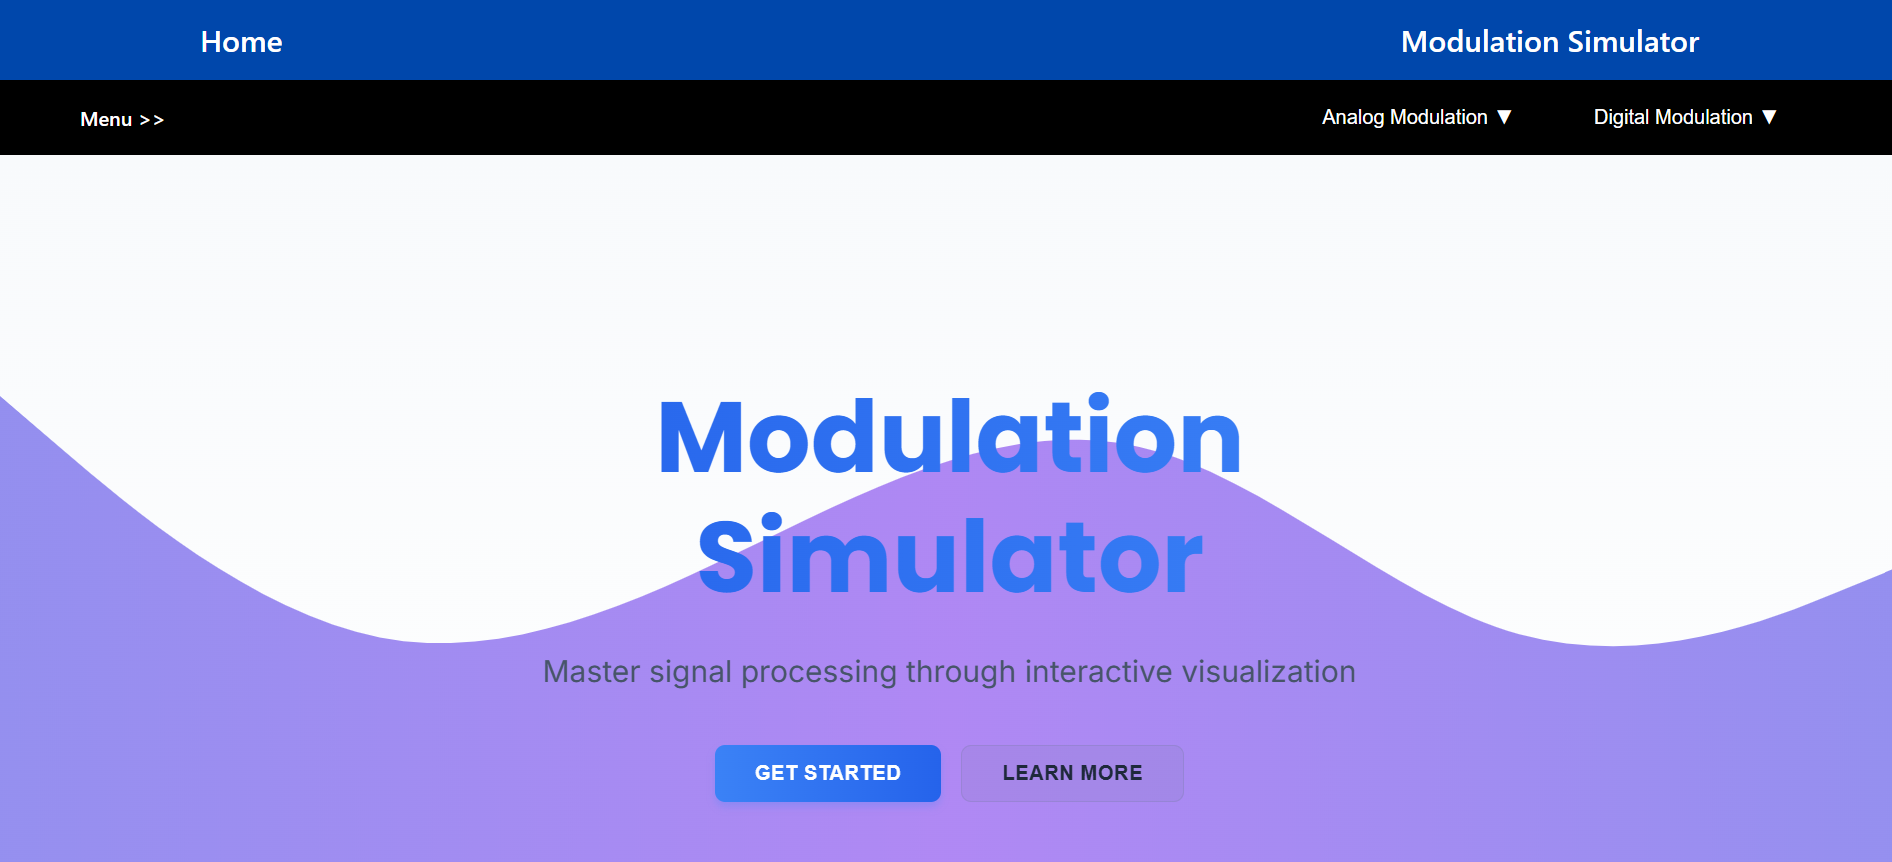 Home
Modulation Simulator
Menu >>
Analog Modulation ▼
Digital Modulation ▼
Modulation
Simulator
Master signal processing through interactive visualization
GET STARTED
LEARN MORE